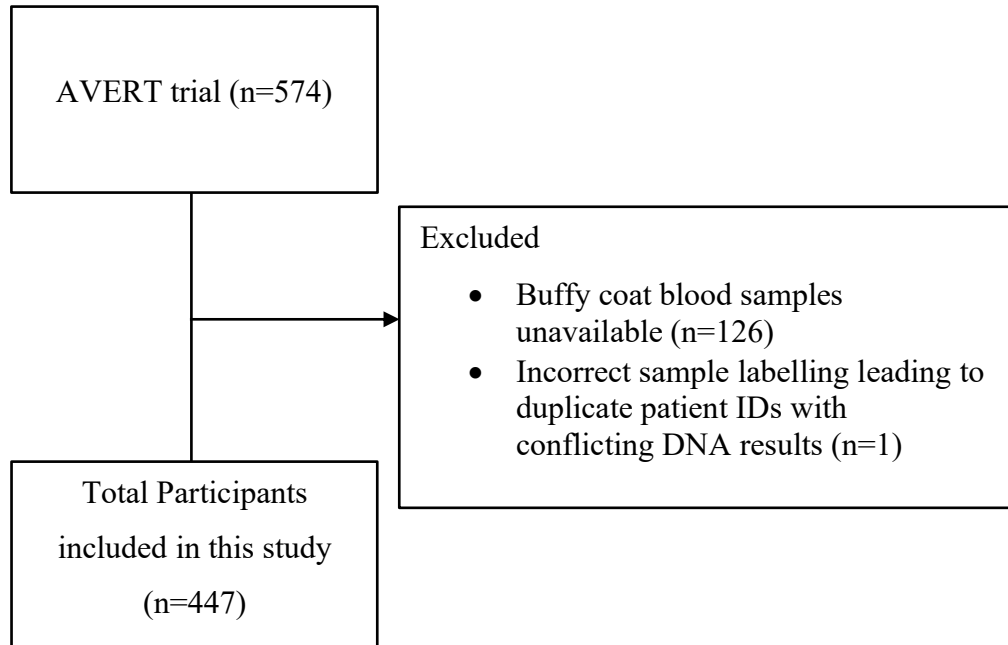 AVERT trial (n=574)
Excluded
• Buffy coat blood samples
unavailable (n=126)
• Incorrect sample labelling leading to
duplicate patient IDs with
conflicting DNA results (n=1)
Total Participants
included in this study
(n=447)